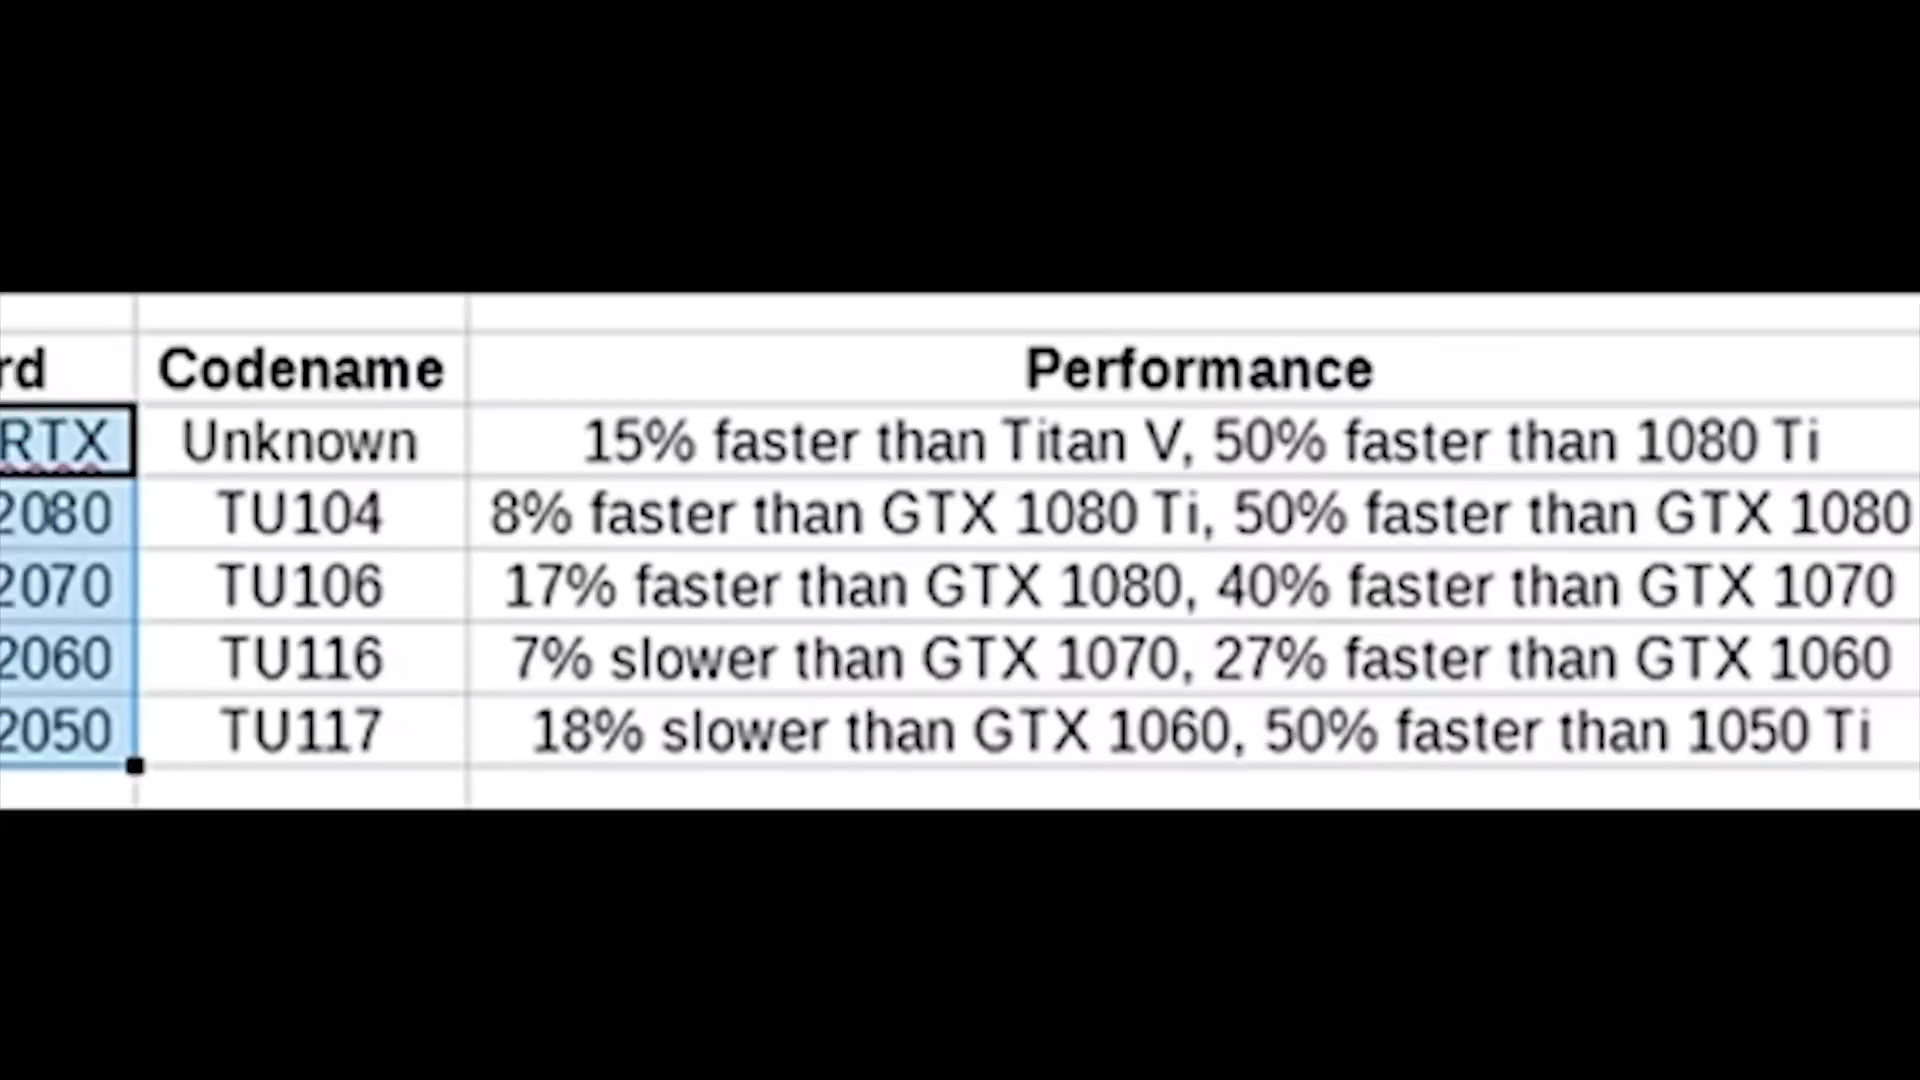 rd Codename Performance
RTX Unknown 15% faster than Titan V, 50% faster than 1080 Ti
2080 TU104 8% faster than GTX 1080 Ti, 50% faster than GTX 1080
2070 TU106 17% faster than GTX 1080, 40% faster than GTX 1070
2060 TU116 7% slower than GTX 1070, 27% faster than GTX 1060
2050 TU117 18% slower than GTX 1060, 50% faster than 1050 Ti